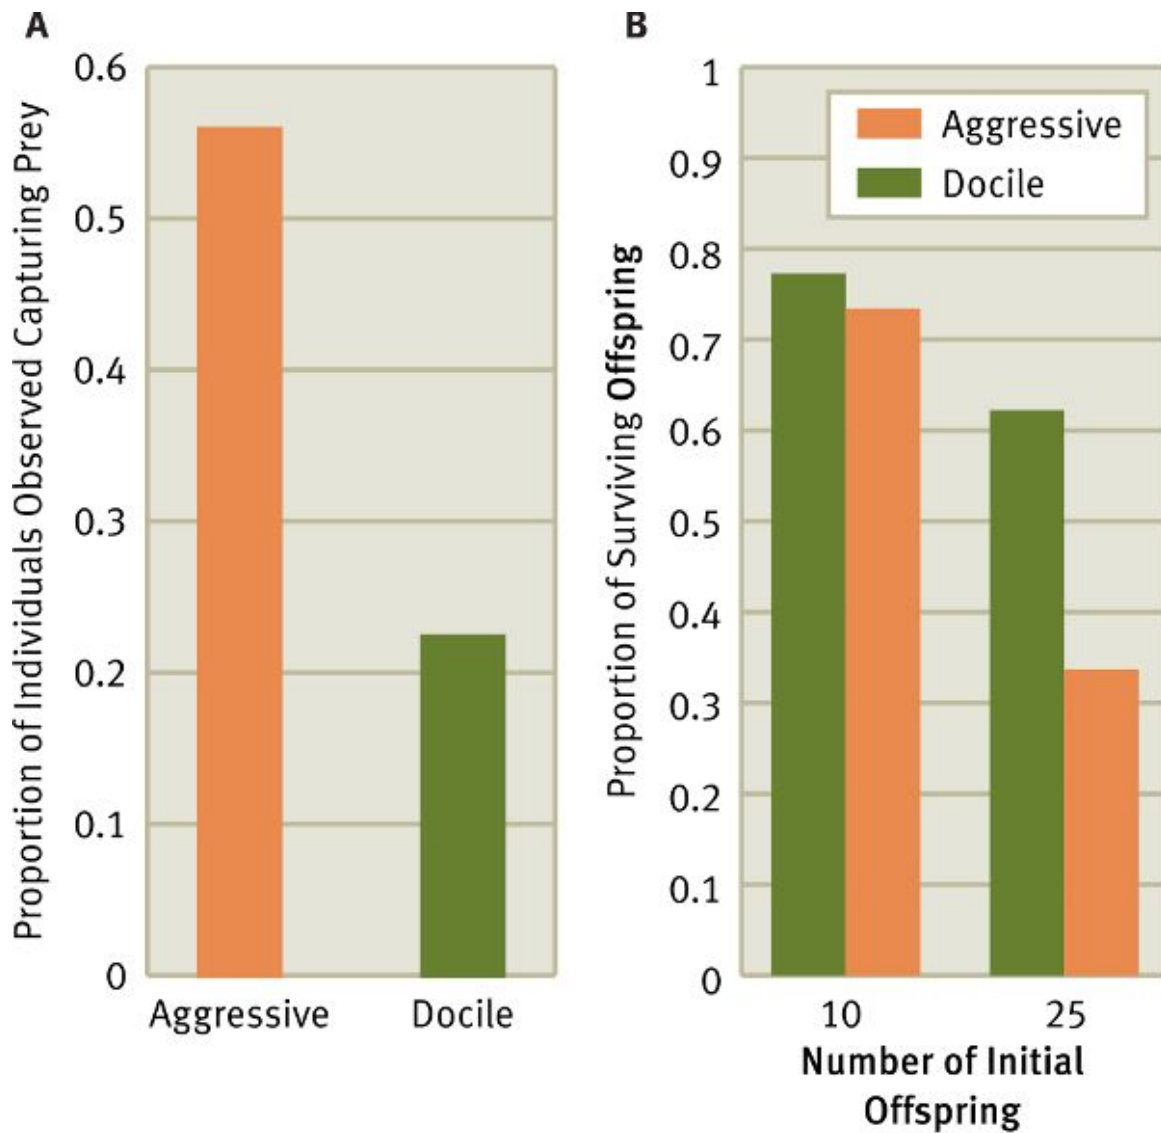 A
Proportion of Individuals Observed Capturing Prey
0.6
0.5
0.4
0.3
0.2
0.1
0
Aggressive
Docile
B
Proportion of Surviving Offspring
1
0.9
0.8
0.7
0.6
0.5
0.4
0.3
0.2
0.1
0
Aggressive
Docile
10
25
Number of Initial
Offspring